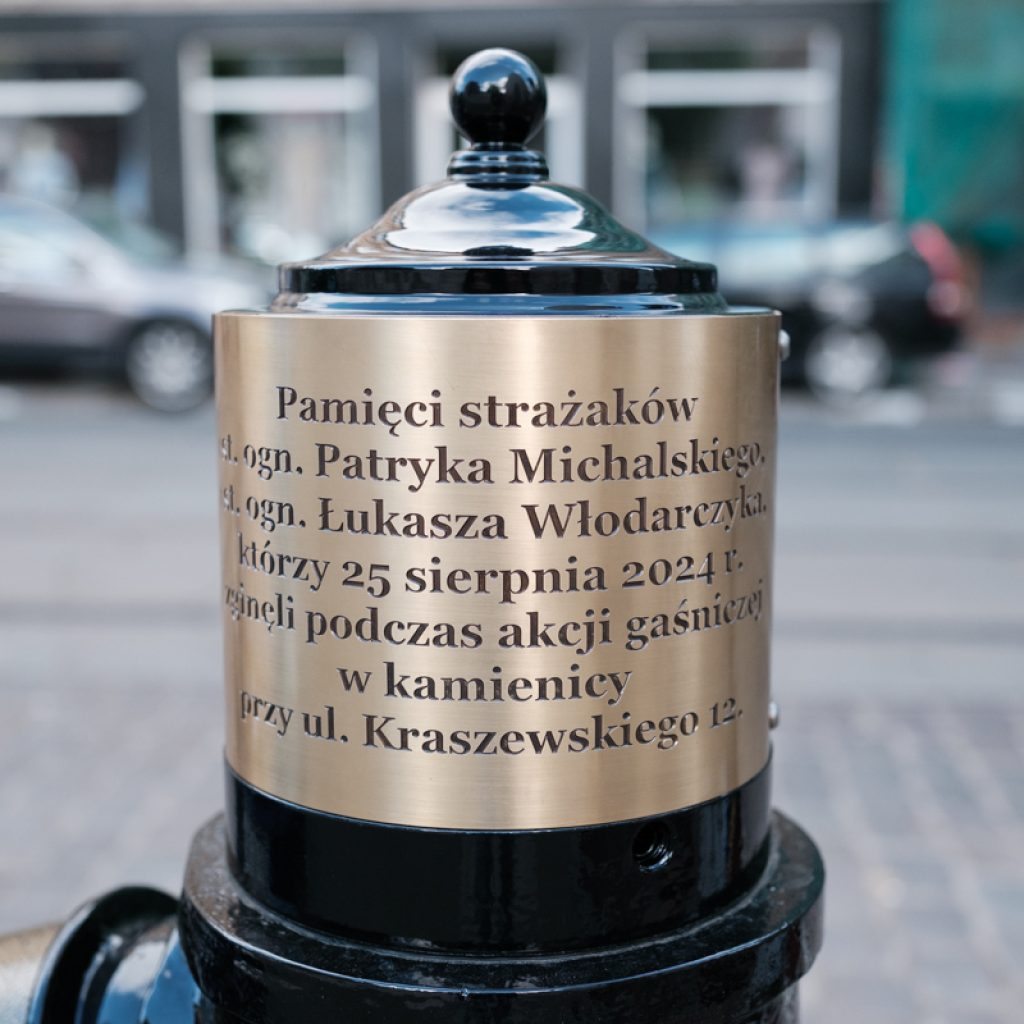 Pamięci strażaków
st. ogn. Patryka Michalskiego,
st. ogn. Łukasza Włodarczyka,
którzy 25 sierpnia 2024 r.
zginęli podczas akcji gaśniczej
w kamienicy
przy ul. Kraszewskiego 12.